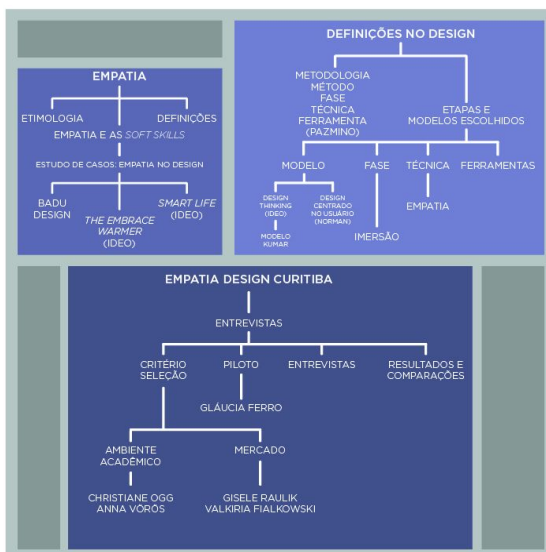 EMPATIA
ETIMOLOGIA
DEFINIÇÕES
EMPATIA E AS SOFT SKILLS
ESTUDO DE CASOS: EMPATIA NO DESIGN
BADU
DESIGN
THE EMBRACE
WARMER
(IDEO)
SMART LIFE
(IDEO)
DEFINIÇÕES NO DESIGN
METODOLOGIA
MÉTODO
FASE
TÉCNICA
FERRAMENTA
(PAZMINO)
ETAPAS E
MODELOS ESCOLHIDOS
MODELO
FASE
TÉCNICA
FERRAMENTAS
DESIGN
THINKING
(IDEO)
DESIGN
CENTRADO
NO USUÁRIO
(NORMAN)
MODELO
KUMAR
IMERSÃO
EMPATIA
EMPATIA DESIGN CURITIBA
ENTREVISTAS
CRITÉRIO
SELEÇÃO
PILOTO
ENTREVISTAS
RESULTADOS E
COMPARAÇÕES
GLÁUCIA FERRO
AMBIENTE
ACADÊMICO
MERCADO
CHRISTIANE OGG
ANNA VÖRÖS
GISELE RAULIK
VALKIRIA FIALKOWSKI